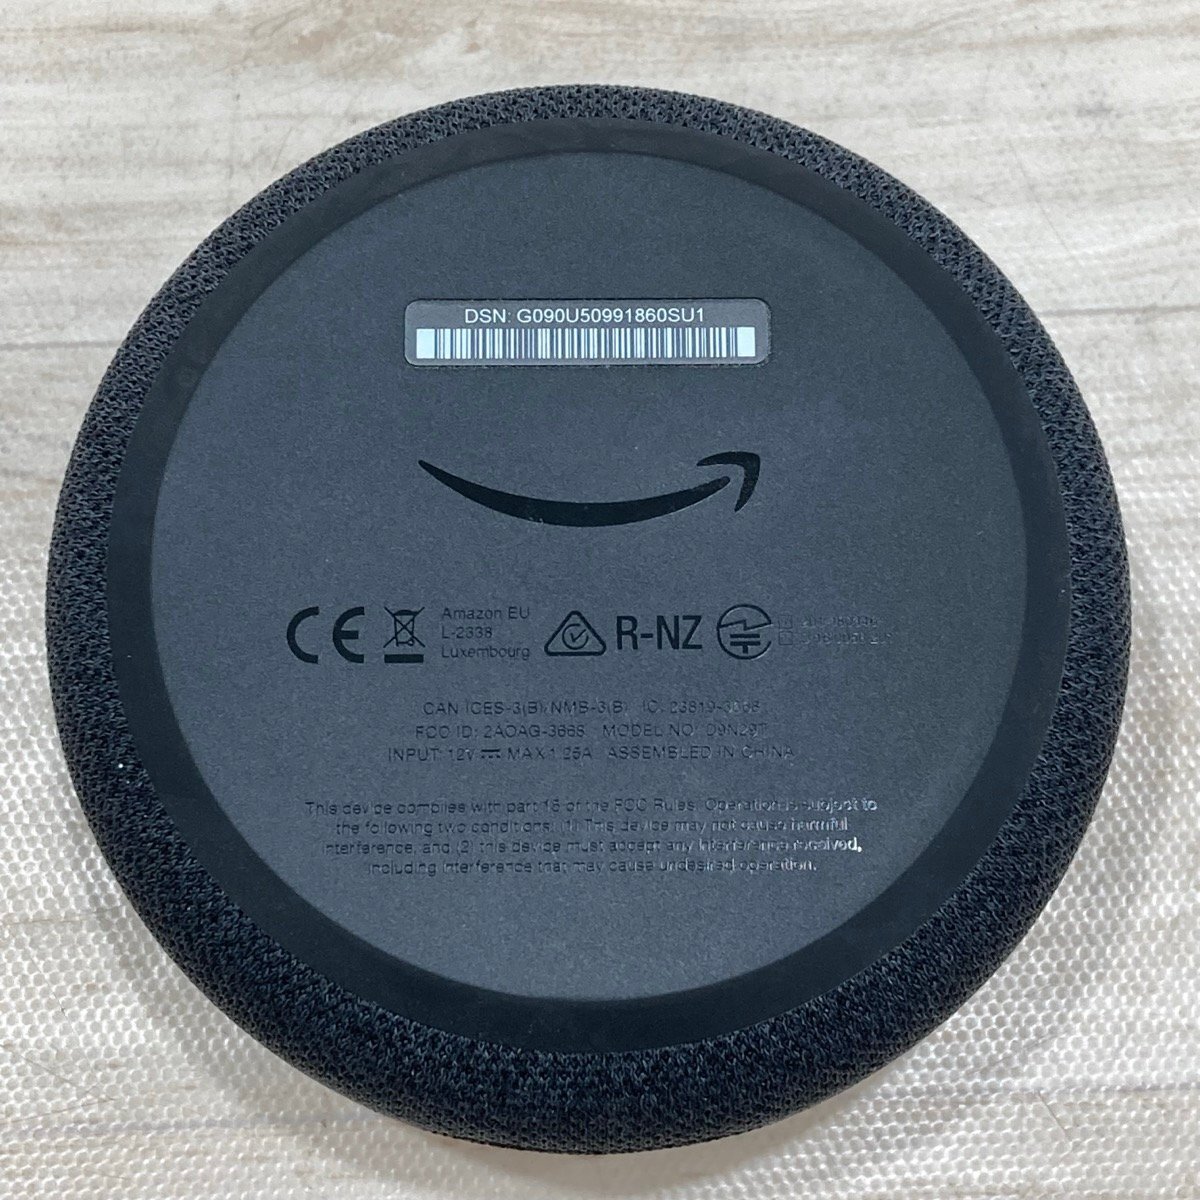 DSN: G090U50991860SU1
CE
Amazon EU
L-2338
Luxembourg
R-NZ
CAN ICES-3(B)/NMB-3(B) IC:
FCC ID: MODEL NO: D9N29T
INPUT: 12V MAX 1.25A ASSEMBLED IN CHINA
This device complies with part 15 of the FCC Rules. Operation is subject to
the following two conditions: (1) This device may not cause harmful
interference, and (2) this device must accept any interference received,
including interference that may cause undesired operation.